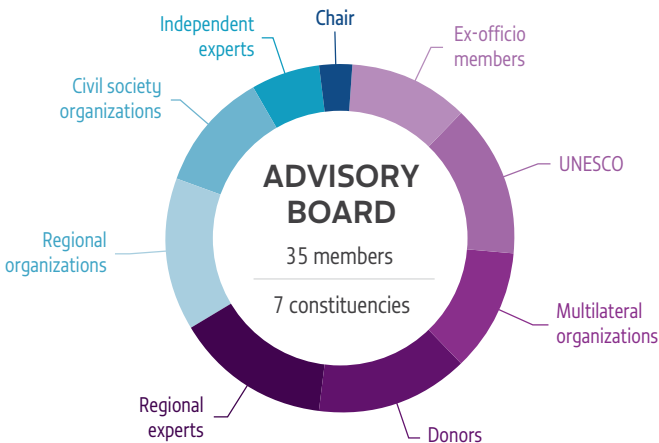 Chair
Independent
experts
Ex-officio
members
Civil society
organizations
UNESCO
ADVISORY
BOARD
35 members
7 constituencies
Regional
organizations
Multilateral
organizations
Regional
experts
Donors